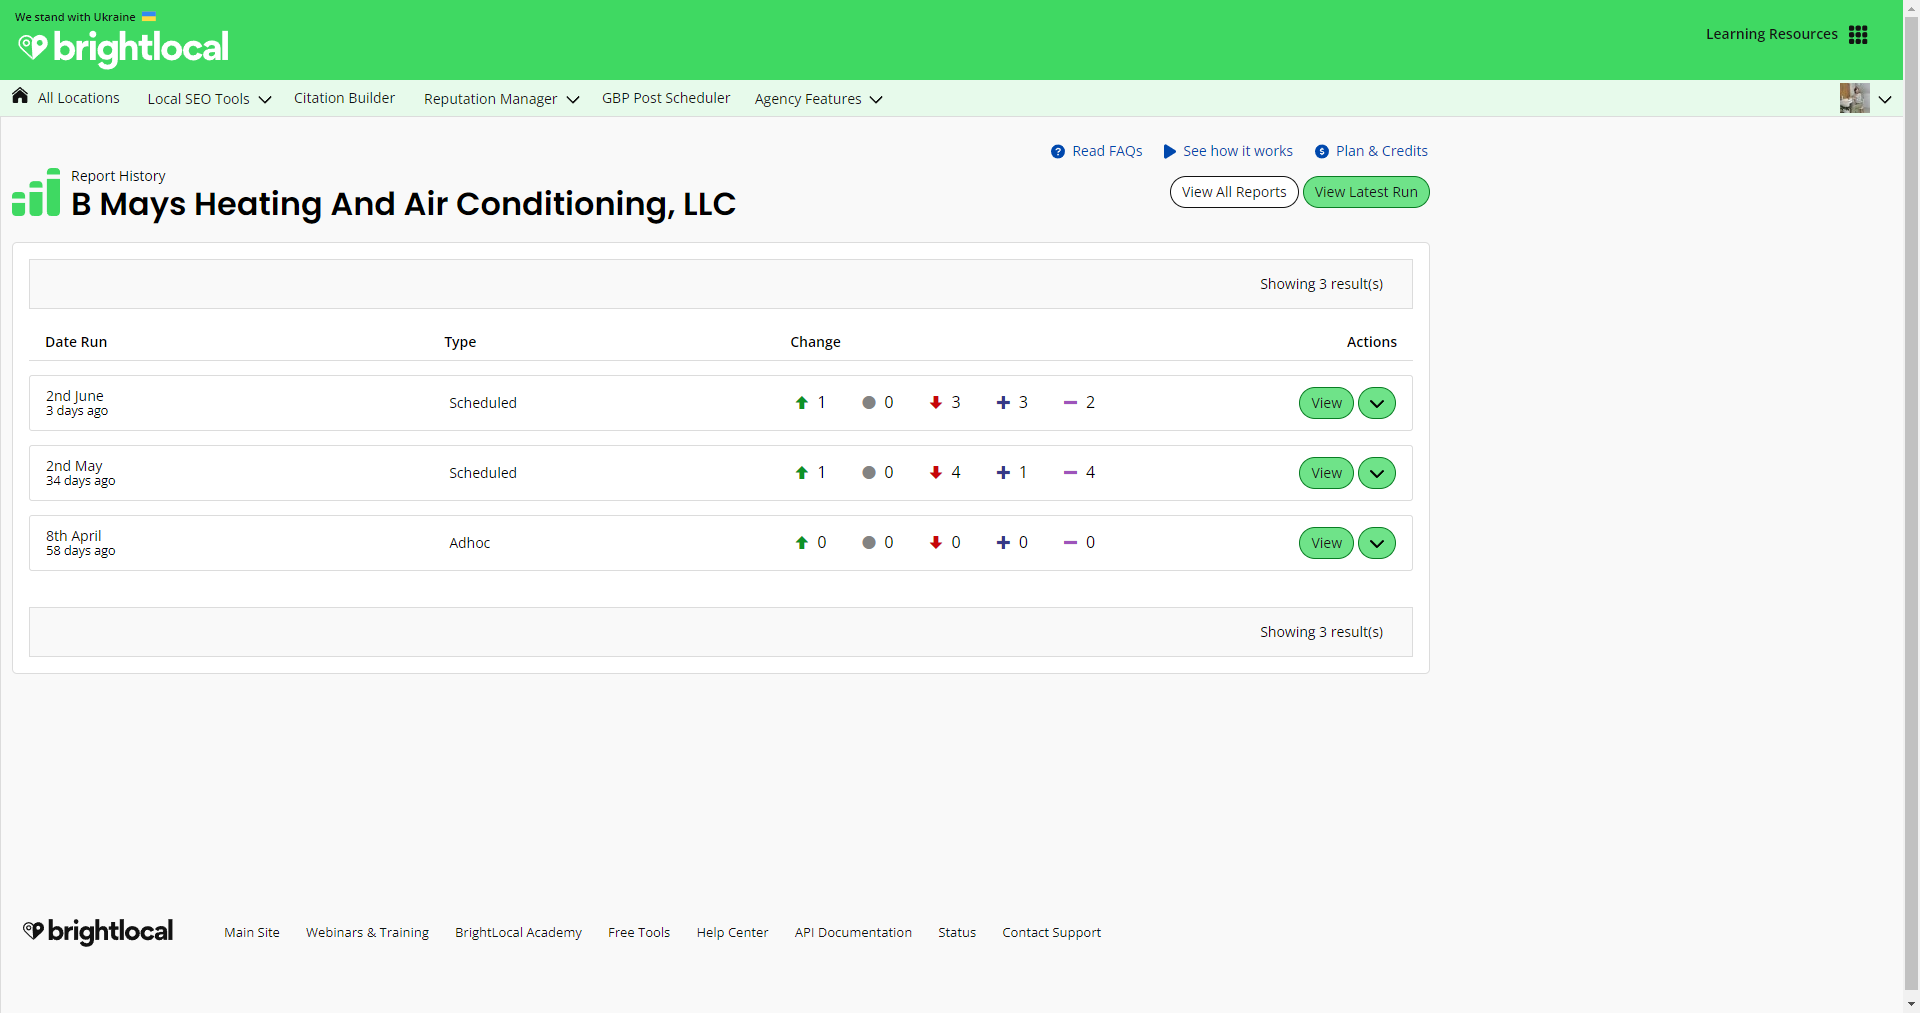 We stand with Ukraine
brightlocal
Learning Resources
All Locations Local SEO Tools Citation Builder Reputation Manager GBP Post Scheduler Agency Features
Read FAQs See how it works Plan & Credits
Report History
B Mays Heating And Air Conditioning, LLC
View All Reports View Latest Run
Showing 3 result(s)
Date Run Type Change Actions
2nd June
3 days ago
Scheduled 1 0 3 3 2 View
2nd May
34 days ago
Scheduled 1 0 4 1 4 View
8th April
58 days ago
Adhoc 0 0 0 0 0 View
Showing 3 result(s)
brightlocal Main Site Webinars & Training BrightLocal Academy Free Tools Help Center API Documentation Status Contact Support